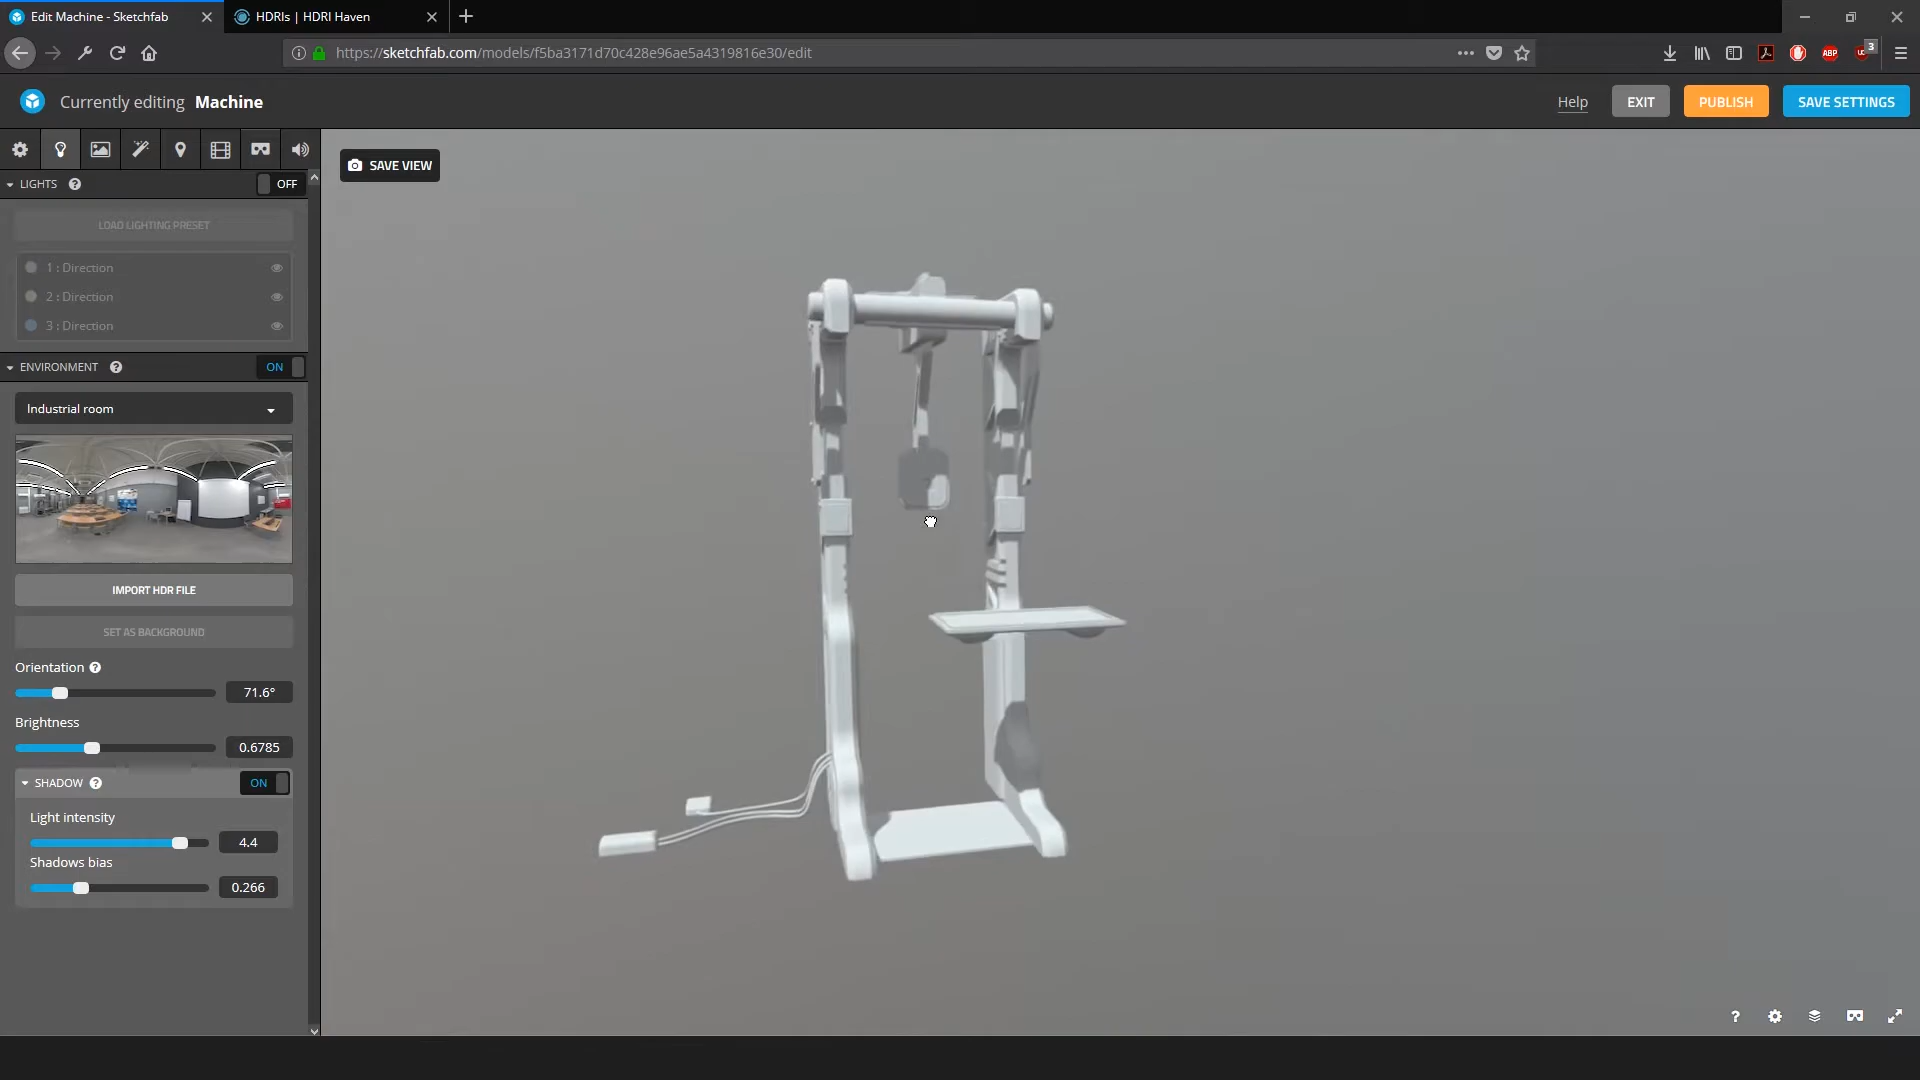 Edit Machine - Sketchfab
HDRIs | HDRI Haven
https://sketchfab.com/models/f5ba3171d70c428e96ae5a4319816e30/edit
ABP
3
Currently editing Machine
Help
EXIT
PUBLISH
SAVE SETTINGS
SAVE VIEW
LIGHTS ?
OFF
LOAD LIGHTING PRESET
1 : Direction
2 : Direction
3 : Direction
ENVIRONMENT ?
ON
Industrial room
IMPORT HDR FILE
SET AS BACKGROUND
Orientation ?
71.6°
Brightness
0.6785
SHADOW ?
ON
Light intensity
4.4
Shadows bias
0.266
?